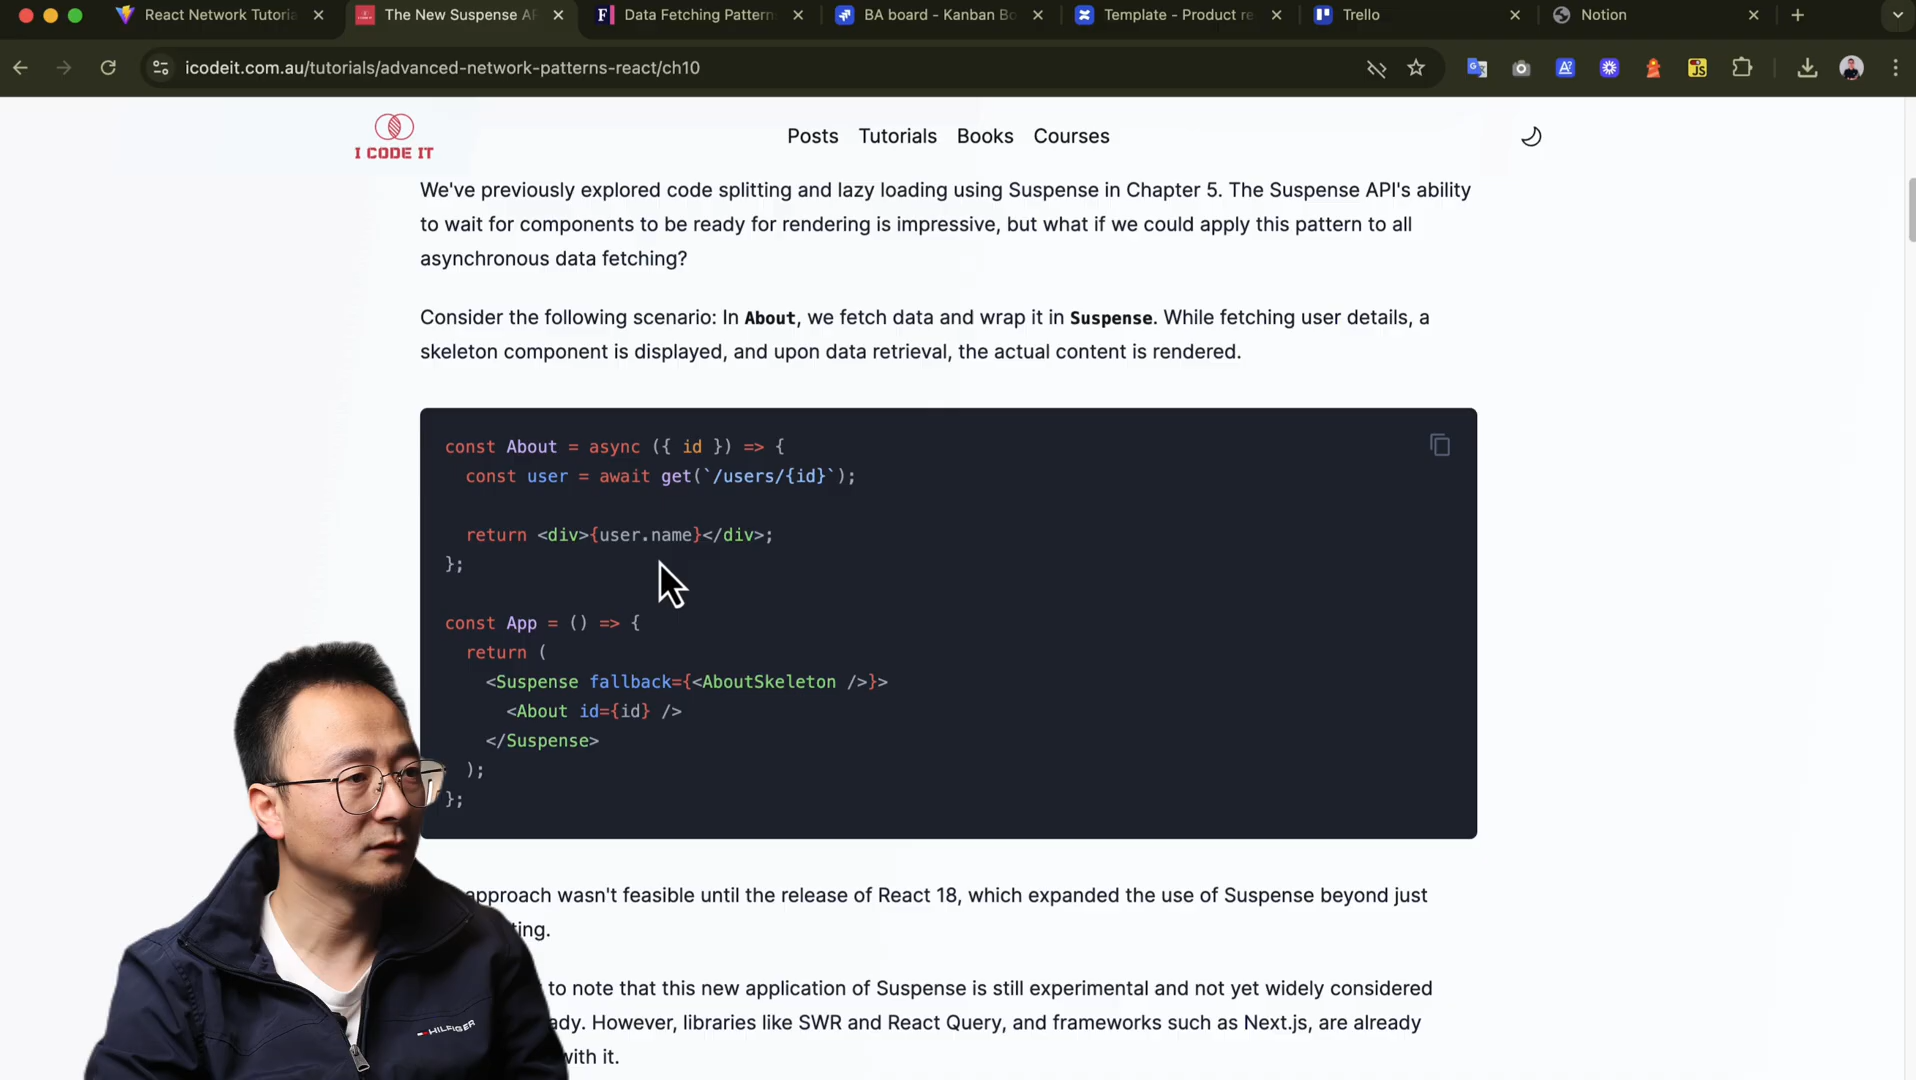 React Network Tutoria
The New Suspense AP
Data Fetching Pattern
BA board - Kanban Bo
Template - Product re
Trello
Notion
icodeit.com.au/tutorials/advanced-network-patterns-react/ch10
I CODE IT
Posts
Tutorials
Books
Courses
We've previously explored code splitting and lazy loading using Suspense in Chapter 5. The Suspense API's ability
to wait for components to be ready for rendering is impressive, but what if we could apply this pattern to all
asynchronous data fetching?
Consider the following scenario: In About, we fetch data and wrap it in Suspense. While fetching user details, a
skeleton component is displayed, and upon data retrieval, the actual content is rendered.
const About = async ({ id }) => {
const user = await get(`/users/{id}`);
return <div>{user.name}</div>;
};
const App = () => {
return (
<Suspense fallback={<AboutSkeleton />}>
<About id={id} />
</Suspense>
);
};
approach wasn't feasible until the release of React 18, which expanded the use of Suspense beyond just
ting.
to note that this new application of Suspense is still experimental and not yet widely considered
ady. However, libraries like SWR and React Query, and frameworks such as Next.js, are already
with it.
HILFIGER